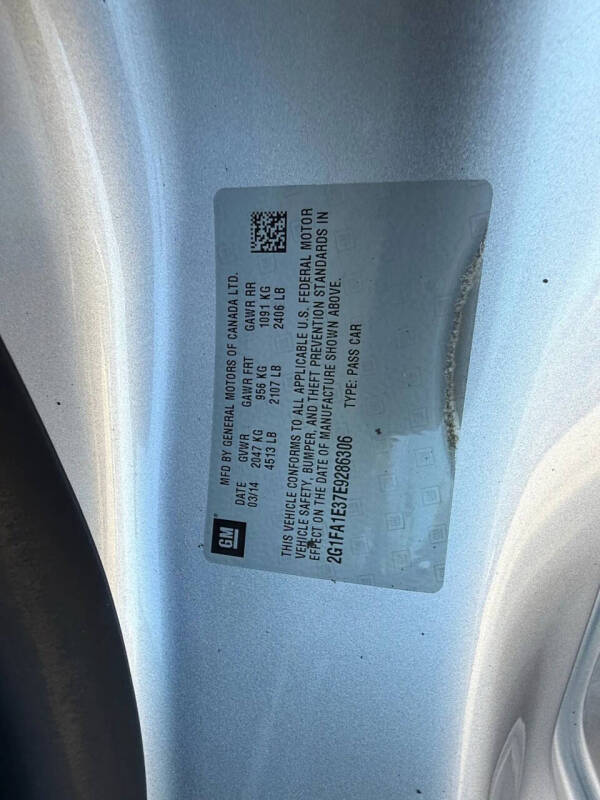 GM
MFD BY GENERAL MOTORS OF CANADA LTD.
DATE GVWR GAWR FRT GAWR RR
03/14 2047 KG 956 KG 1091 KG
4513 LB 2107 LB 2406 LB
THIS VEHICLE CONFORMS TO ALL APPLICABLE U.S. FEDERAL MOTOR
VEHICLE SAFETY, BUMPER, AND THEFT PREVENTION STANDARDS IN
EFFECT ON THE DATE OF MANUFACTURE SHOWN ABOVE.
2G1FA1E37E9286306 TYPE: PASS CAR